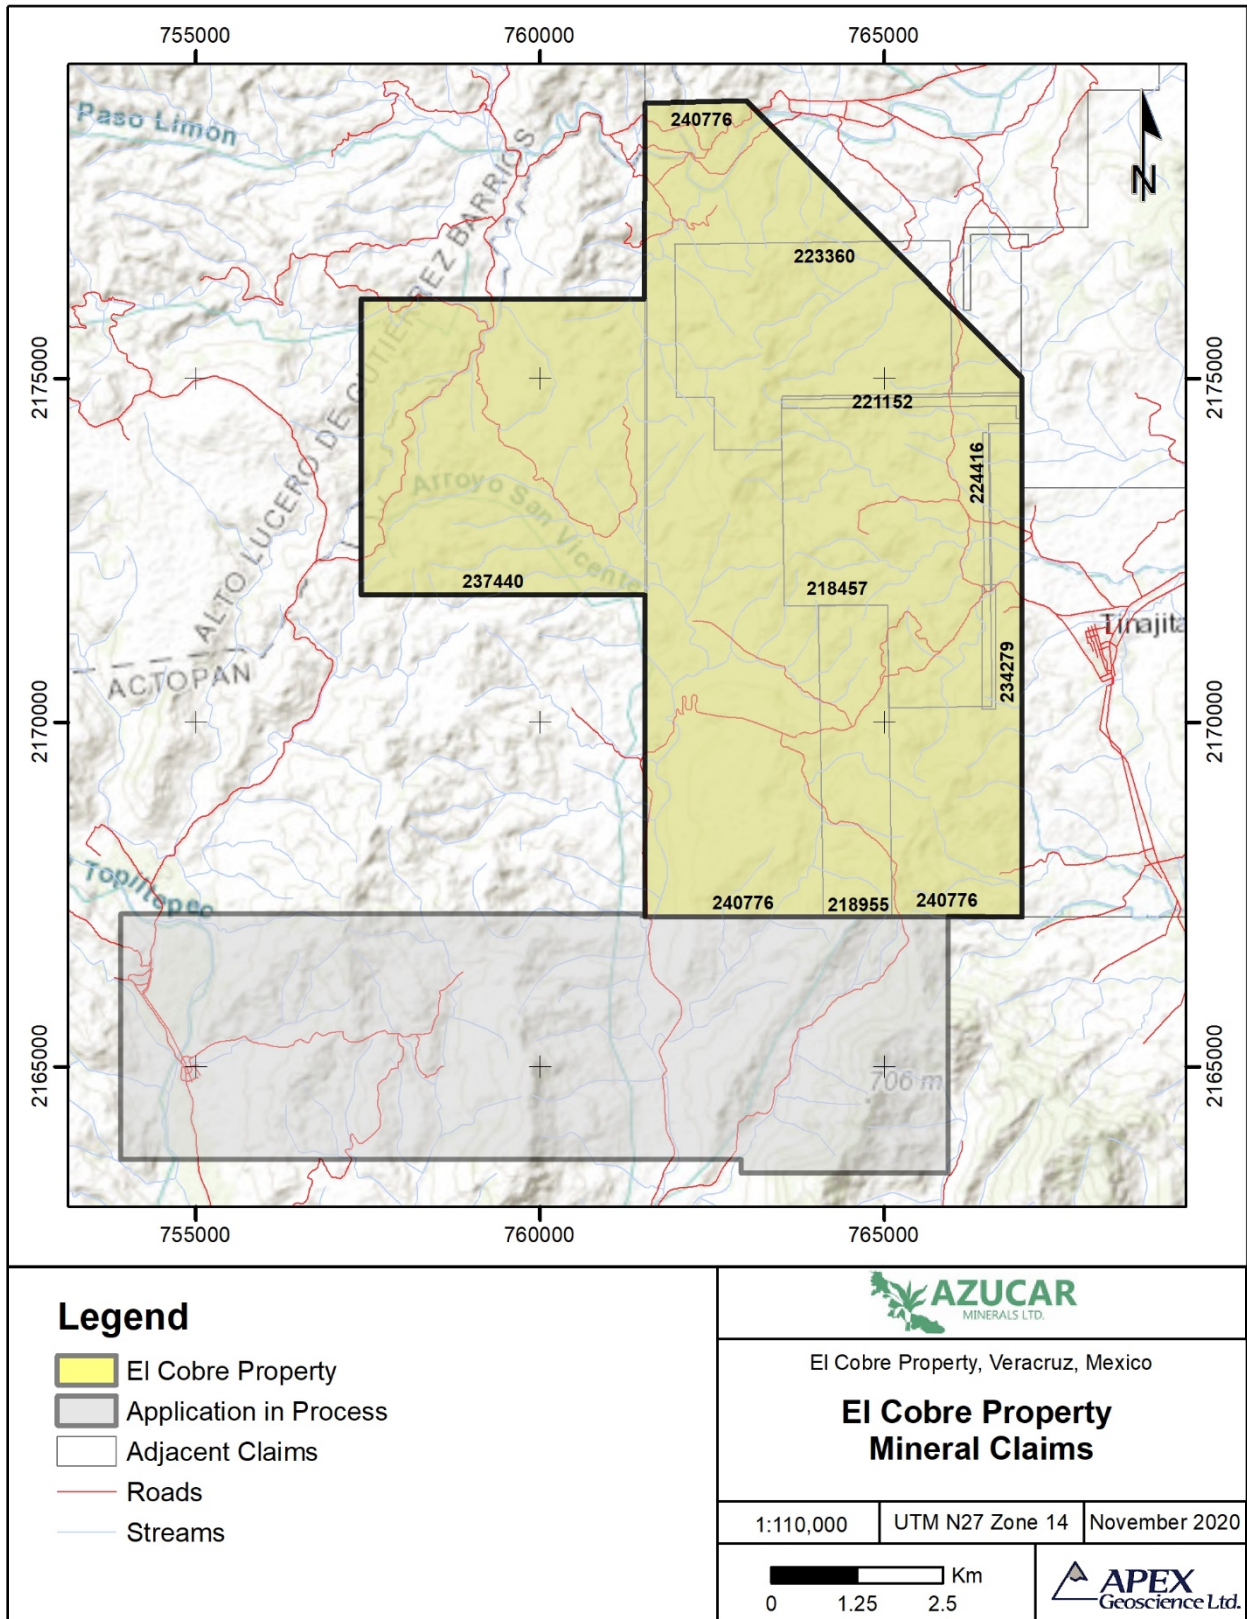 755000 760000 765000
Paso Limón
240776
N
ALTO LUCERO DE GUTIÉRREZ BARRIOS
223360
2175000
2175000
221152
224416
Arroyo San Vicente
237440
218457
Tinajita
234279
ACTOPAN
2170000
2170000
Topiltepec
240776
218955
240776
2165000
2165000
706 m
755000 760000 765000
Legend
El Cobre Property
Application in Process
Adjacent Claims
Roads
Streams
AZUCAR
MINERALS LTD.
El Cobre Property, Veracruz, Mexico
El Cobre Property
Mineral Claims
1:110,000
UTM N27 Zone 14
November 2020
Km
0 1.25 2.5
APEX
Geoscience Ltd.